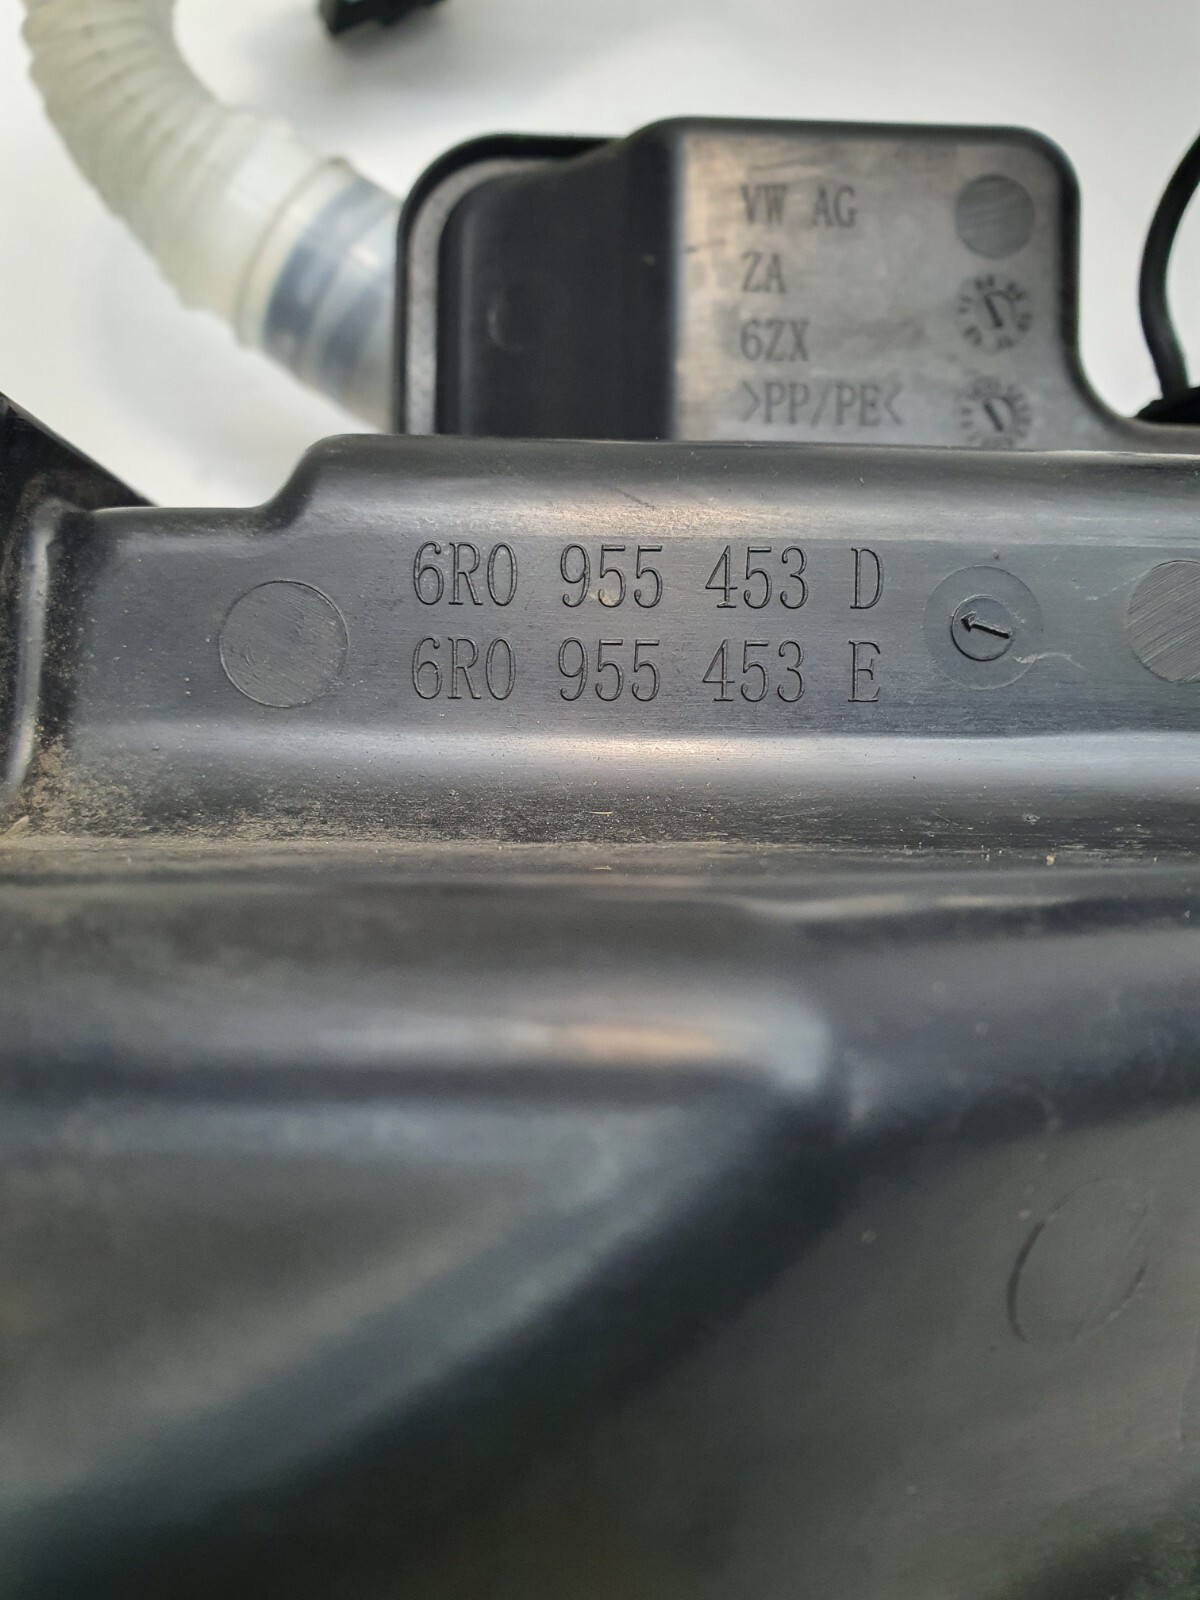 VW AG
ZA
6ZX
>PP/PE<
6R0 955 453 D
6R0 955 453 E